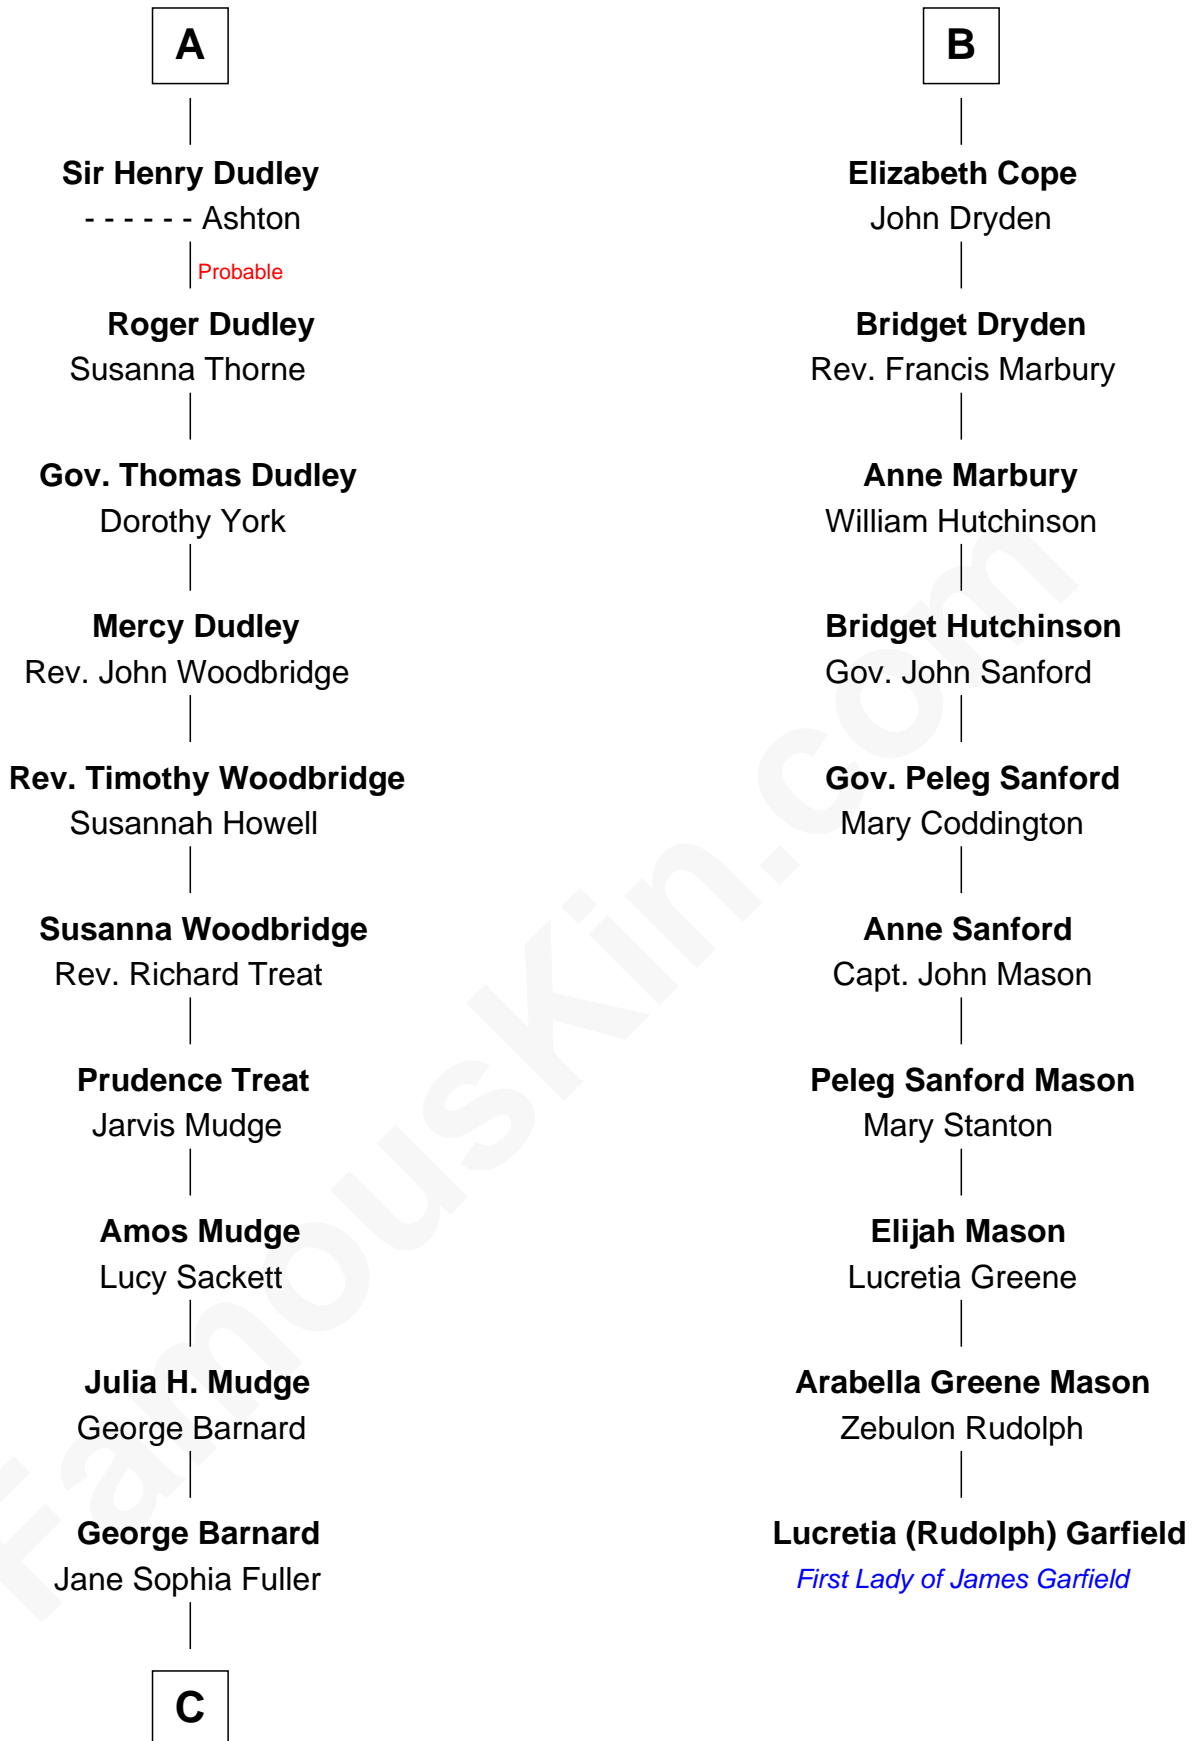 A
Sir Henry Dudley
- - - - - - Ashton
Probable
Roger Dudley
Susanna Thorne
Gov. Thomas Dudley
Dorothy York
Mercy Dudley
Rev. John Woodbridge
Rev. Timothy Woodbridge
Susannah Howell
Susanna Woodbridge
Rev. Richard Treat
Prudence Treat
Jarvis Mudge
Amos Mudge
Lucy Sackett
Julia H. Mudge
George Barnard
George Barnard
Jane Sophia Fuller
C
B
Elizabeth Cope
John Dryden
Bridget Dryden
Rev. Francis Marbury
Anne Marbury
William Hutchinson
Bridget Hutchinson
Gov. John Sanford
Gov. Peleg Sanford
Mary Coddington
Anne Sanford
Capt. John Mason
Peleg Sanford Mason
Mary Stanton
Elijah Mason
Lucretia Greene
Arabella Greene Mason
Zebulon Rudolph
Lucretia (Rudolph) Garfield
First Lady of James Garfield
FamousKin.com